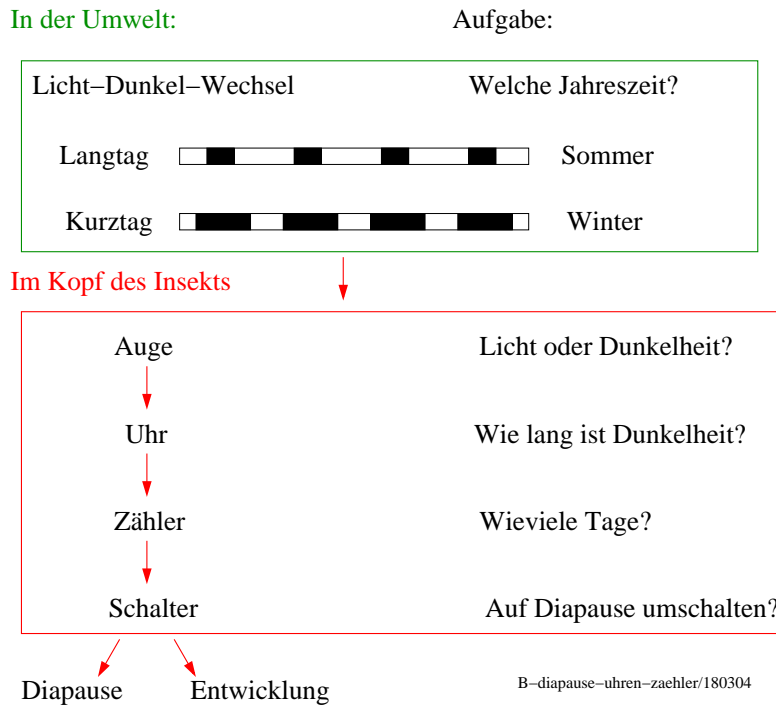 In der Umwelt: Aufgabe:
Licht−Dunkel−Wechsel Welche Jahreszeit?
Langtag Sommer
Kurztag Winter
Im Kopf des Insekts
Auge Licht oder Dunkelheit?
Uhr Wie lang ist Dunkelheit?
Zähler Wieviele Tage?
Schalter Auf Diapause umschalten?
Diapause Entwicklung B−diapause−uhren−zaehler/180304